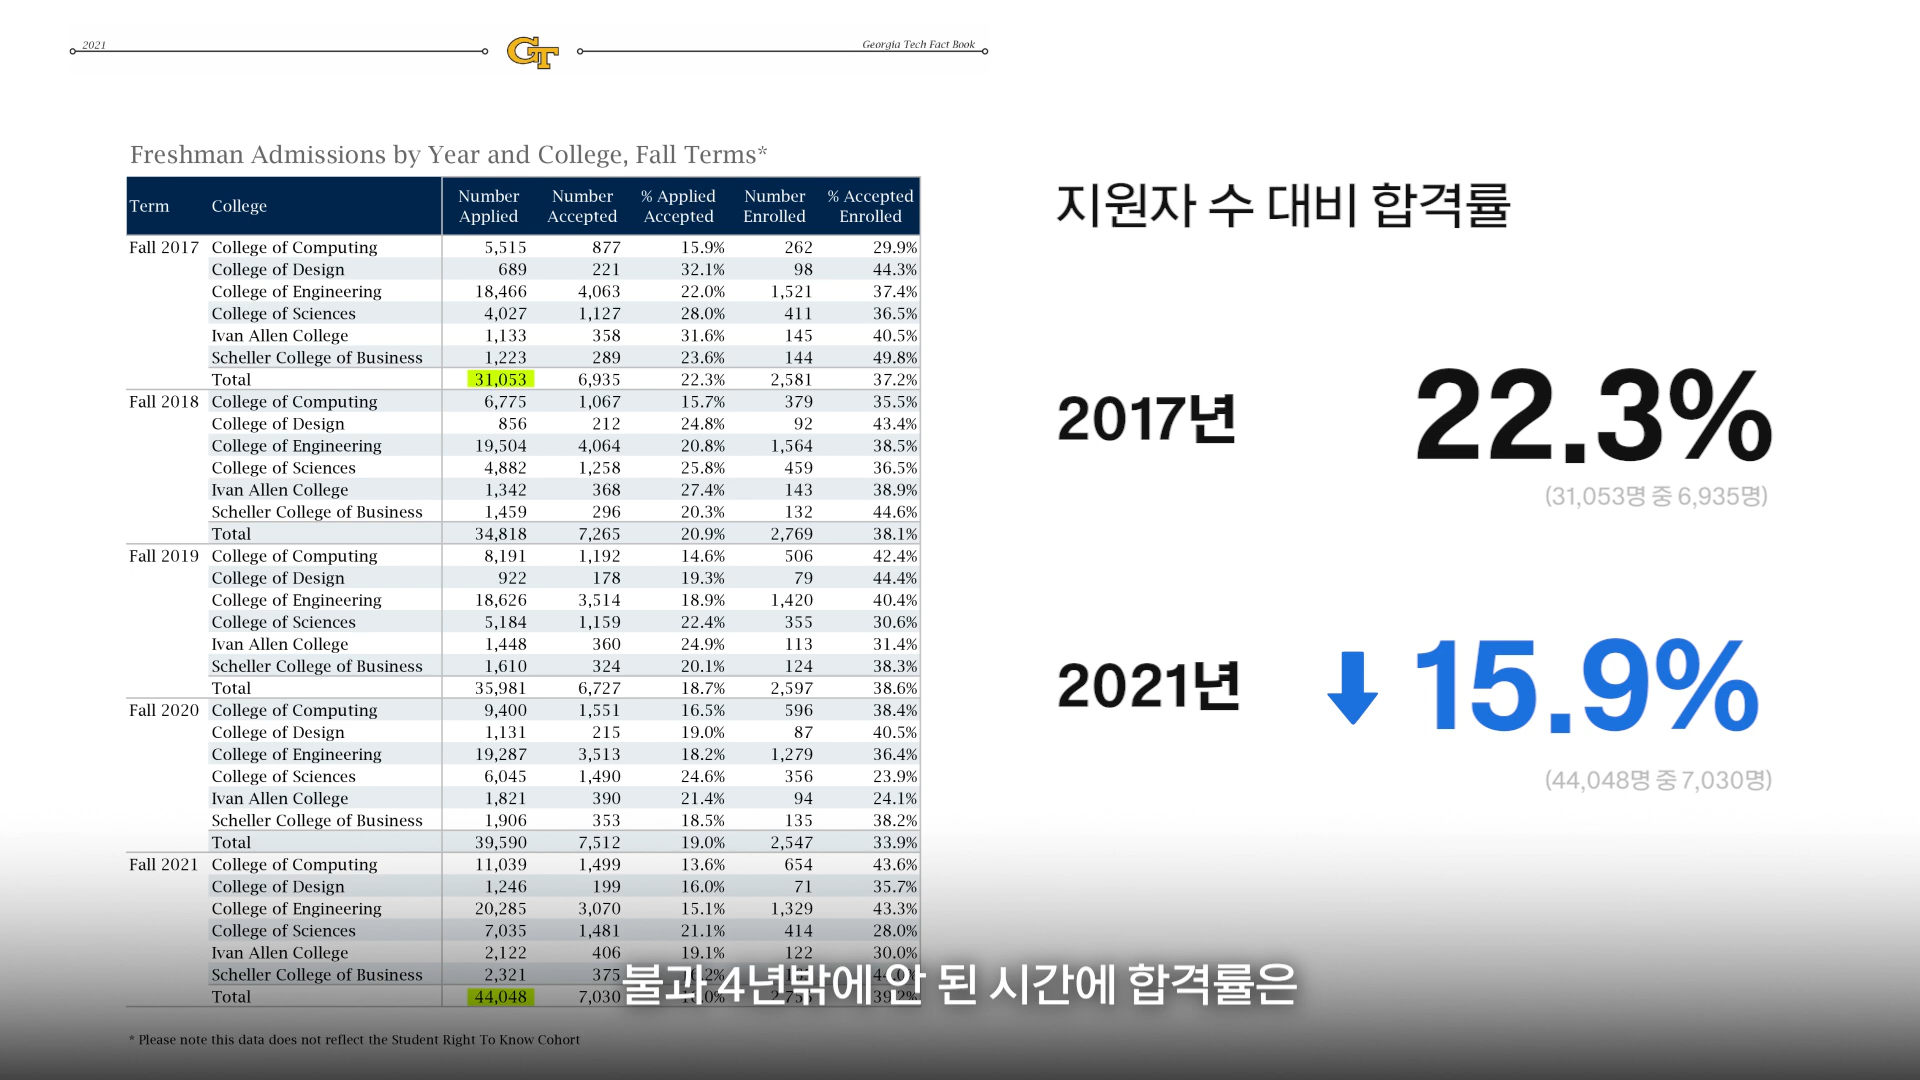 2021
GT
Georgia Tech Fact Book
Freshman Admissions by Year and College, Fall Terms*
Term College Number Applied Number Accepted % Applied Accepted Number Enrolled % Accepted Enrolled
Fall 2017 College of Computing 5,515 877 15.9% 262 29.9%
College of Design 689 221 32.1% 98 44.3%
College of Engineering 18,466 4,063 22.0% 1,521 37.4%
College of Sciences 4,027 1,127 28.0% 411 36.5%
Ivan Allen College 1,133 358 31.6% 145 40.5%
Scheller College of Business 1,223 289 23.6% 144 49.8%
Total 31,053 6,935 22.3% 2,581 37.2%
Fall 2018 College of Computing 6,775 1,067 15.7% 379 35.5%
College of Design 856 212 24.8% 92 43.4%
College of Engineering 19,504 4,064 20.8% 1,564 38.5%
College of Sciences 4,882 1,258 25.8% 459 36.5%
Ivan Allen College 1,342 368 27.4% 143 38.9%
Scheller College of Business 1,459 296 20.3% 132 44.6%
Total 34,818 7,265 20.9% 2,769 38.1%
Fall 2019 College of Computing 8,191 1,192 14.6% 506 42.4%
College of Design 922 178 19.3% 79 44.4%
College of Engineering 18,626 3,514 18.9% 1,420 40.4%
College of Sciences 5,184 1,159 22.4% 355 30.6%
Ivan Allen College 1,448 360 24.9% 113 31.4%
Scheller College of Business 1,610 324 20.1% 124 38.3%
Total 35,981 6,727 18.7% 2,597 38.6%
Fall 2020 College of Computing 9,400 1,551 16.5% 596 38.4%
College of Design 1,131 215 19.0% 87 40.5%
College of Engineering 19,287 3,513 18.2% 1,279 36.4%
College of Sciences 6,045 1,490 24.6% 356 23.9%
Ivan Allen College 1,821 390 21.4% 94 24.1%
Scheller College of Business 1,906 353 18.5% 135 38.2%
Total 39,590 7,512 19.0% 2,547 33.9%
Fall 2021 College of Computing 11,039 1,499 13.6% 654 43.6%
College of Design 1,246 199 16.0% 71 35.7%
College of Engineering 20,285 3,070 15.1% 1,329 43.3%
College of Sciences 7,035 1,481 21.1% 414 28.0%
Ivan Allen College 2,122 406 19.1% 122 30.0%
Scheller College of Business 2,321 375
Total 44,048 7,030
* Please note this data does not reflect the Student Right To Know Cohort
지원자 수 대비 합격률
2017년 22.3%
(31,053명 중 6,935명)
2021년 15.9%
(44,048명 중 7,030명)
불과 4년밖에 안 된 시간에 합격률은